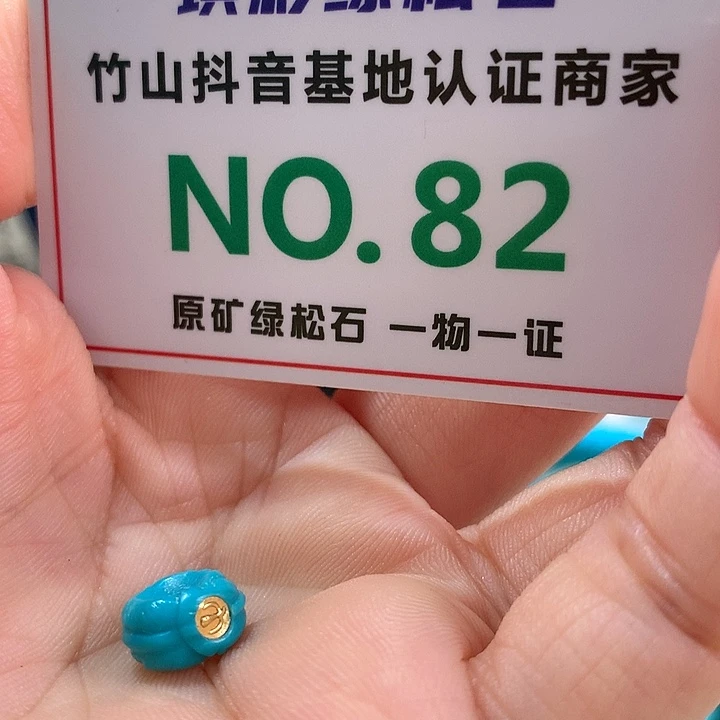 竹山抖音基地认证商家
NO.82
原矿绿松石 一物一证